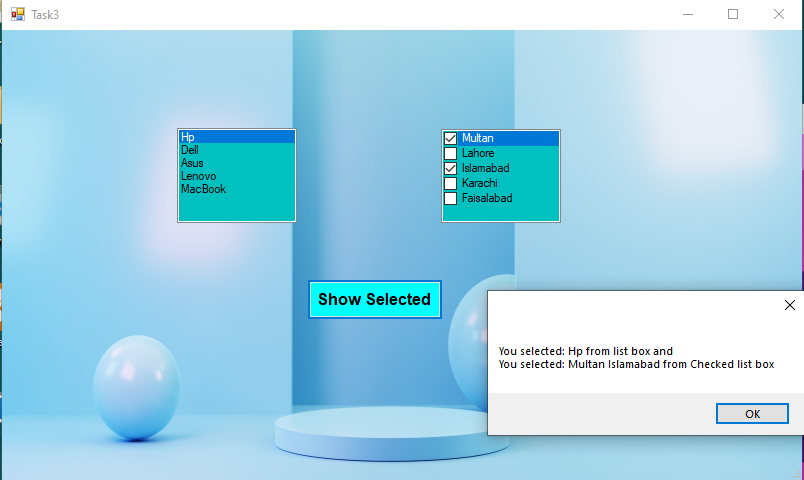 Task3
Hp
Dell
Asus
Lenovo
MacBook
Multan
Lahore
Islamabad
Karachi
Faisalabad
Show Selected
You selected: Hp from list box and
You selected: Multan Islamabad from Checked list box
OK